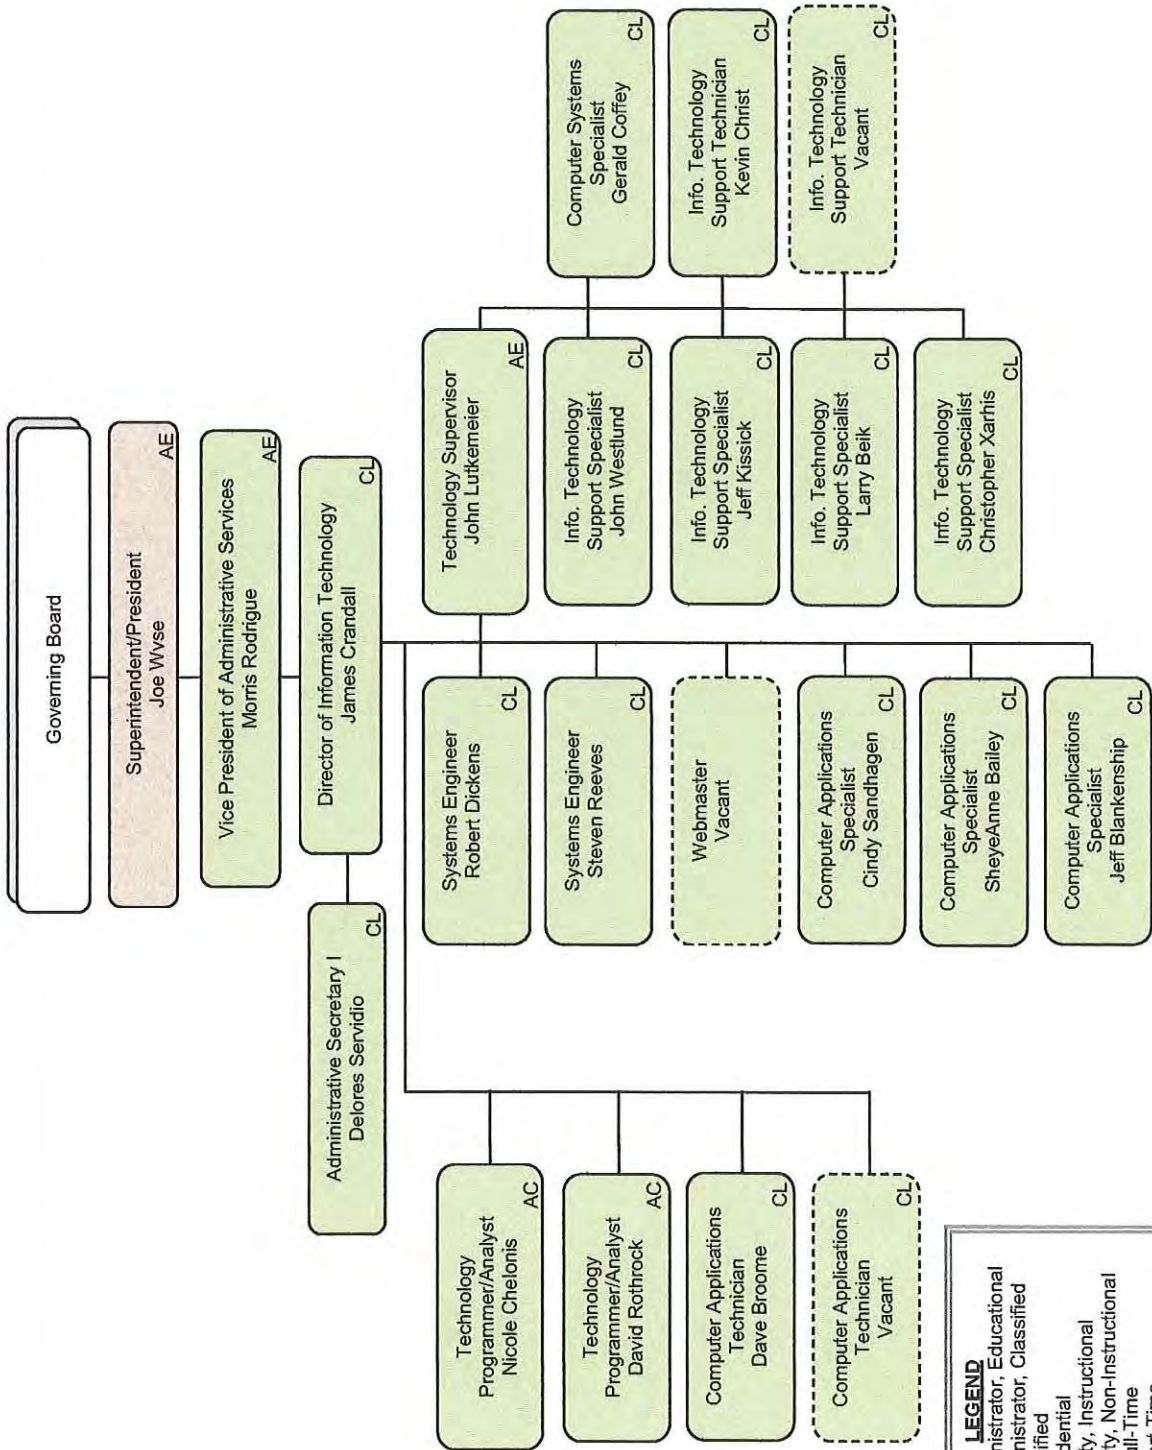 Governing Board
Superintendent/President
Joe Wyse
AE
Vice President of Administrative Services
Morris Rodrigue
AE
Director of Information Technology
James Crandall
CL
Administrative Secretary I
Delores Servidio
CL
Technology
Programmer/Analyst
Nicole Chelonis
AC
Technology
Programmer/Analyst
David Rothrock
AC
Computer Applications
Technician
Dave Broome
CL
Computer Applications
Technician
Vacant
CL
Systems Engineer
Robert Dickens
CL
Systems Engineer
Steven Reeves
CL
Webmaster
Vacant
Computer Applications
Specialist
Cindy Sandhagen
CL
Computer Applications
Specialist
SheyeAnne Bailey
CL
Computer Applications
Specialist
Jeff Blankenship
CL
Technology Supervisor
John Lutkemeier
AE
Info. Technology
Support Specialist
John Westlund
CL
Info. Technology
Support Specialist
Jeff Kissick
CL
Info. Technology
Support Specialist
Larry Beik
CL
Info. Technology
Support Specialist
Christopher Xarhis
CL
Computer Systems
Specialist
Gerald Coffey
CL
Info. Technology
Support Technician
Kevin Christ
CL
Info. Technology
Support Technician
Vacant
CL
LEGEND
nistrator, Educational
nistrator, Classified
ified
dential
ty, Instructional
ty, Non-Instructional
ll-Time